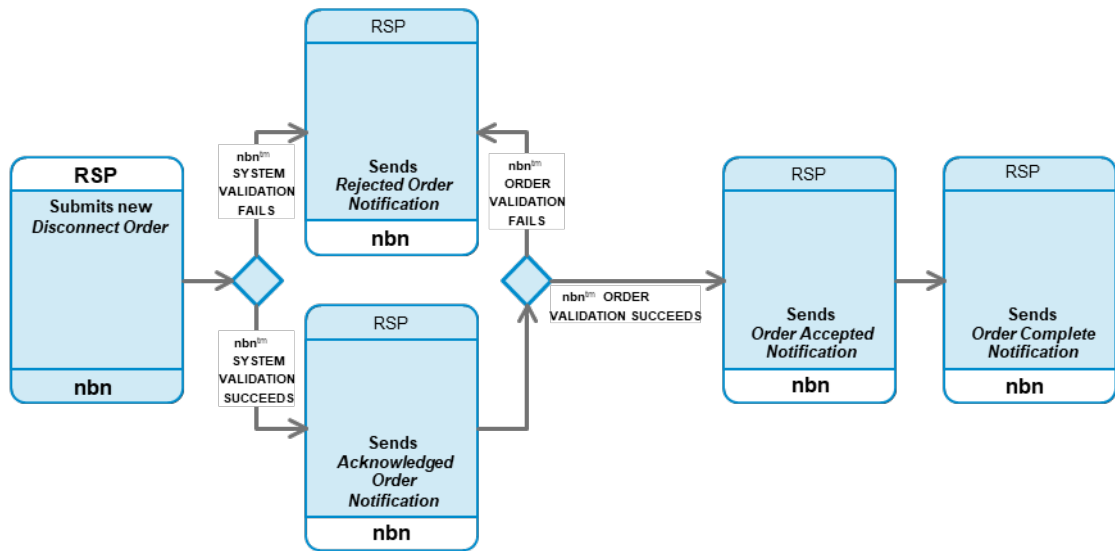 RSP
Submits new
Disconnect Order
nbn
nbn™
SYSTEM
VALIDATION
FAILS
nbn™
SYSTEM
VALIDATION
SUCCEEDS
RSP
Sends
Rejected Order
Notification
nbn
RSP
Sends
Acknowledged
Order
Notification
nbn
nbn™
ORDER
VALIDATION
FAILS
nbn™ ORDER
VALIDATION SUCCEEDS
RSP
Sends
Order Accepted
Notification
nbn
RSP
Sends
Order Complete
Notification
nbn